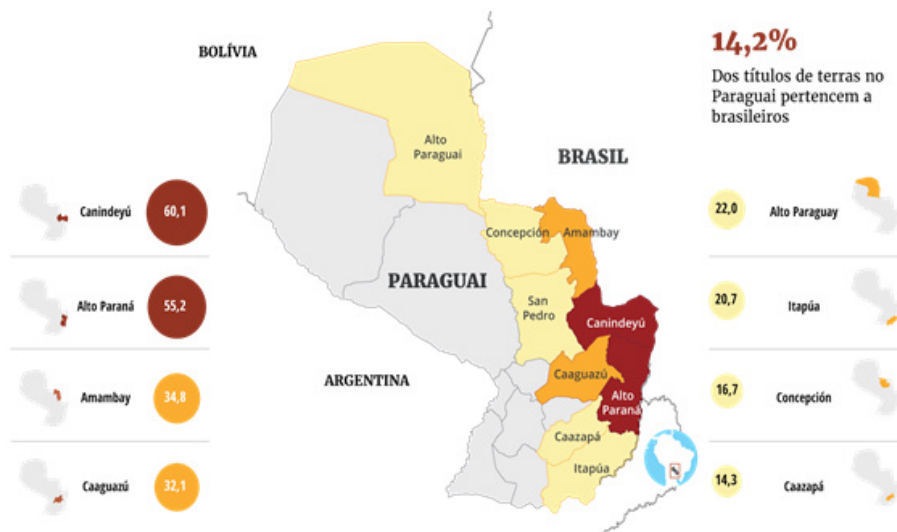 14,2%
Dos títulos de terras no
Paraguai pertencem a
brasileiros
BOLÍVIA
BRASIL
PARAGUAI
ARGENTINA
Alto
Paraguai
Concepción
Amambay
San
Pedro
Canindeyú
Caaguazú
Alto
Paraná
Caazapá
Itapúa
Canindeyú 60,1
Alto Paraná 55,2
Amambay 34,8
Caaguazú 32,1
22,0 Alto Paraguay
20,7 Itapúa
16,7 Concepción
14,3 Caazapá